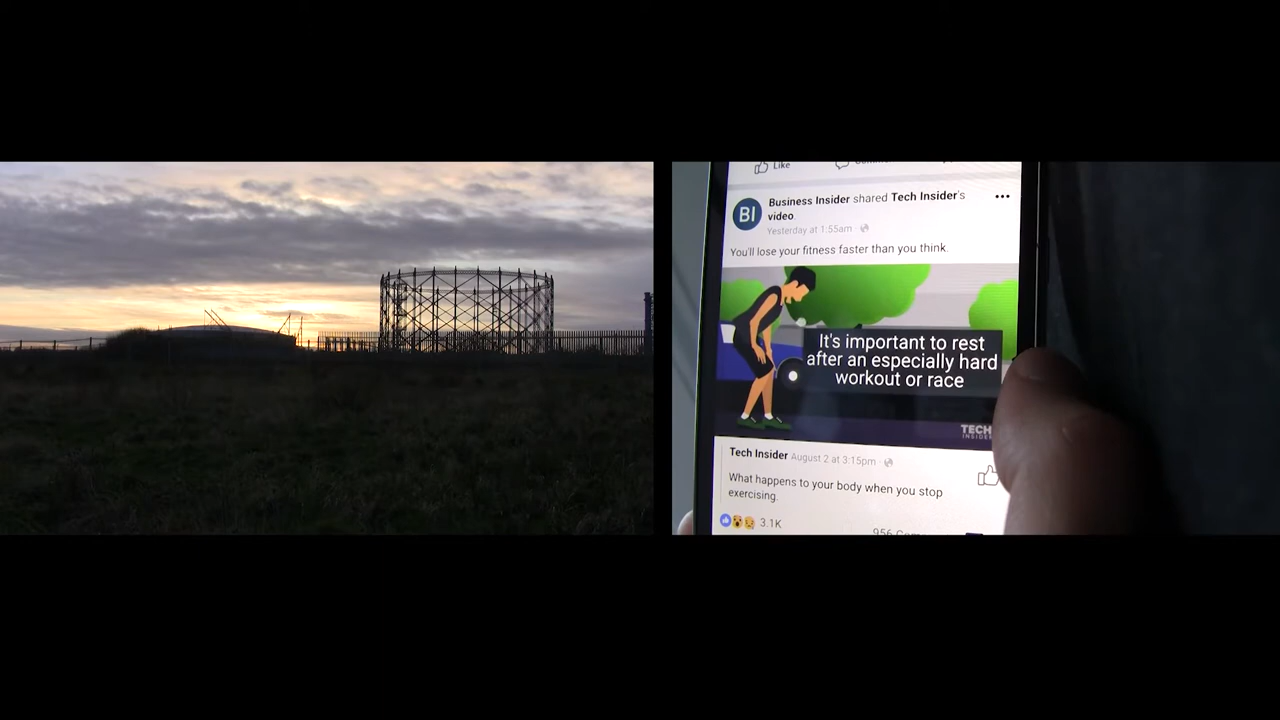 Like
BI
Business Insider shared Tech Insider's
video.
Yesterday at 1:55am
You'll lose your fitness faster than you think.
It's important to rest
after an especially hard
workout or race
TECH
INSIDER
Tech Insider August 2 at 3:15pm
What happens to your body when you stop
exercising.
3.1K
956